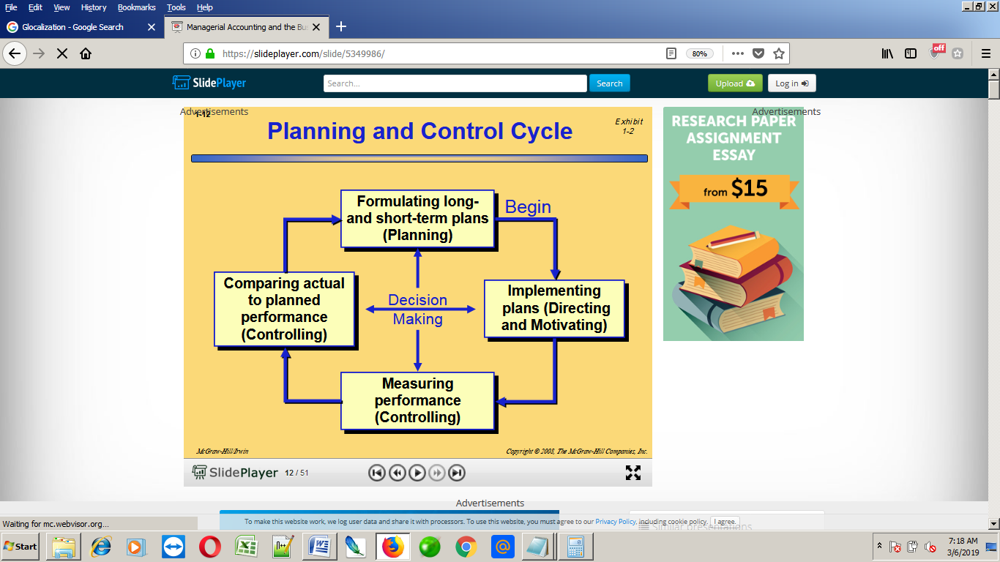 File Edit View History Bookmarks Tools Help
Glocalization - Google Search
Managerial Accounting and the Bu
https://slideplayer.com/slide/5349986/
80%
off
SlidePlayer
Search...
Search
Upload
Log in
Advertisements
1-12
Planning and Control Cycle
Exhibit
1-2
Formulating long-
and short-term plans
(Planning)
Begin
Comparing actual
to planned
performance
(Controlling)
Decision
Making
Implementing
plans (Directing
and Motivating)
Measuring
performance
(Controlling)
McGraw-Hill/Irwin
Copyright © 2008, The McGraw-Hill Companies, Inc.
SlidePlayer
12 / 51
Advertisements
RESEARCH PAPER
ASSIGNMENT
ESSAY
from $15
Advertisements
To make this website work, we log user data and share it with processors. To use this website, you must agree to our Privacy Policy, including cookie policy.
I agree.
Similar presentations
Waiting for mc.webvisor.org...
Start
7:18 AM
3/6/2019